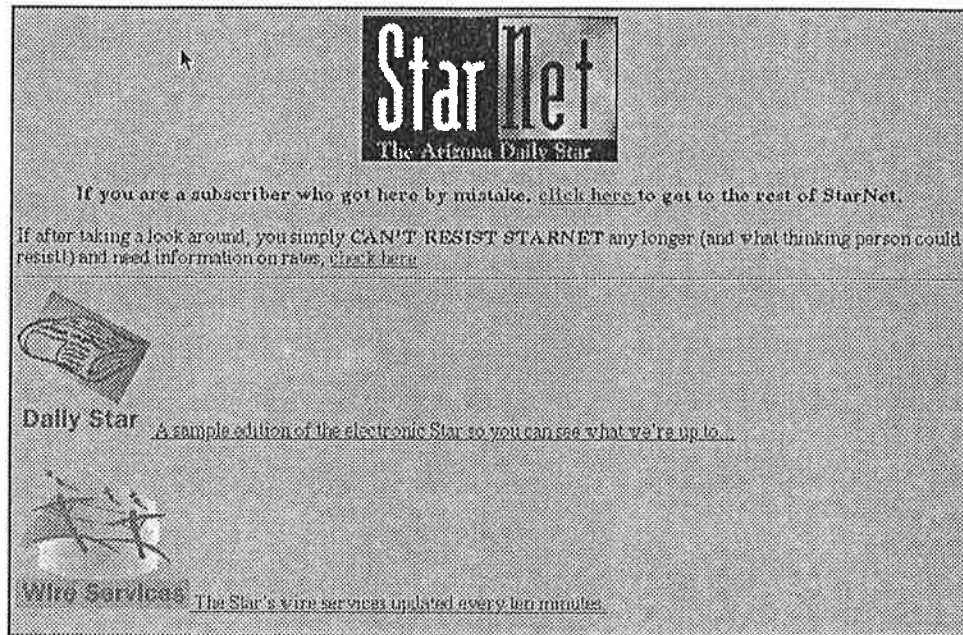 Star Net
The Arizona Daily Star
If you are a subscriber who got here by mistake, click here to get to the rest of StarNet.
If after taking a look around, you simply CAN'T RESIST STARNET any longer (and what thinking person could
resist!) and need information on rates, check here
Daily Star A sample edition of the electronic Star so you can see what we're up to...
Wire Services The Star's wire services updated every ten minutes.